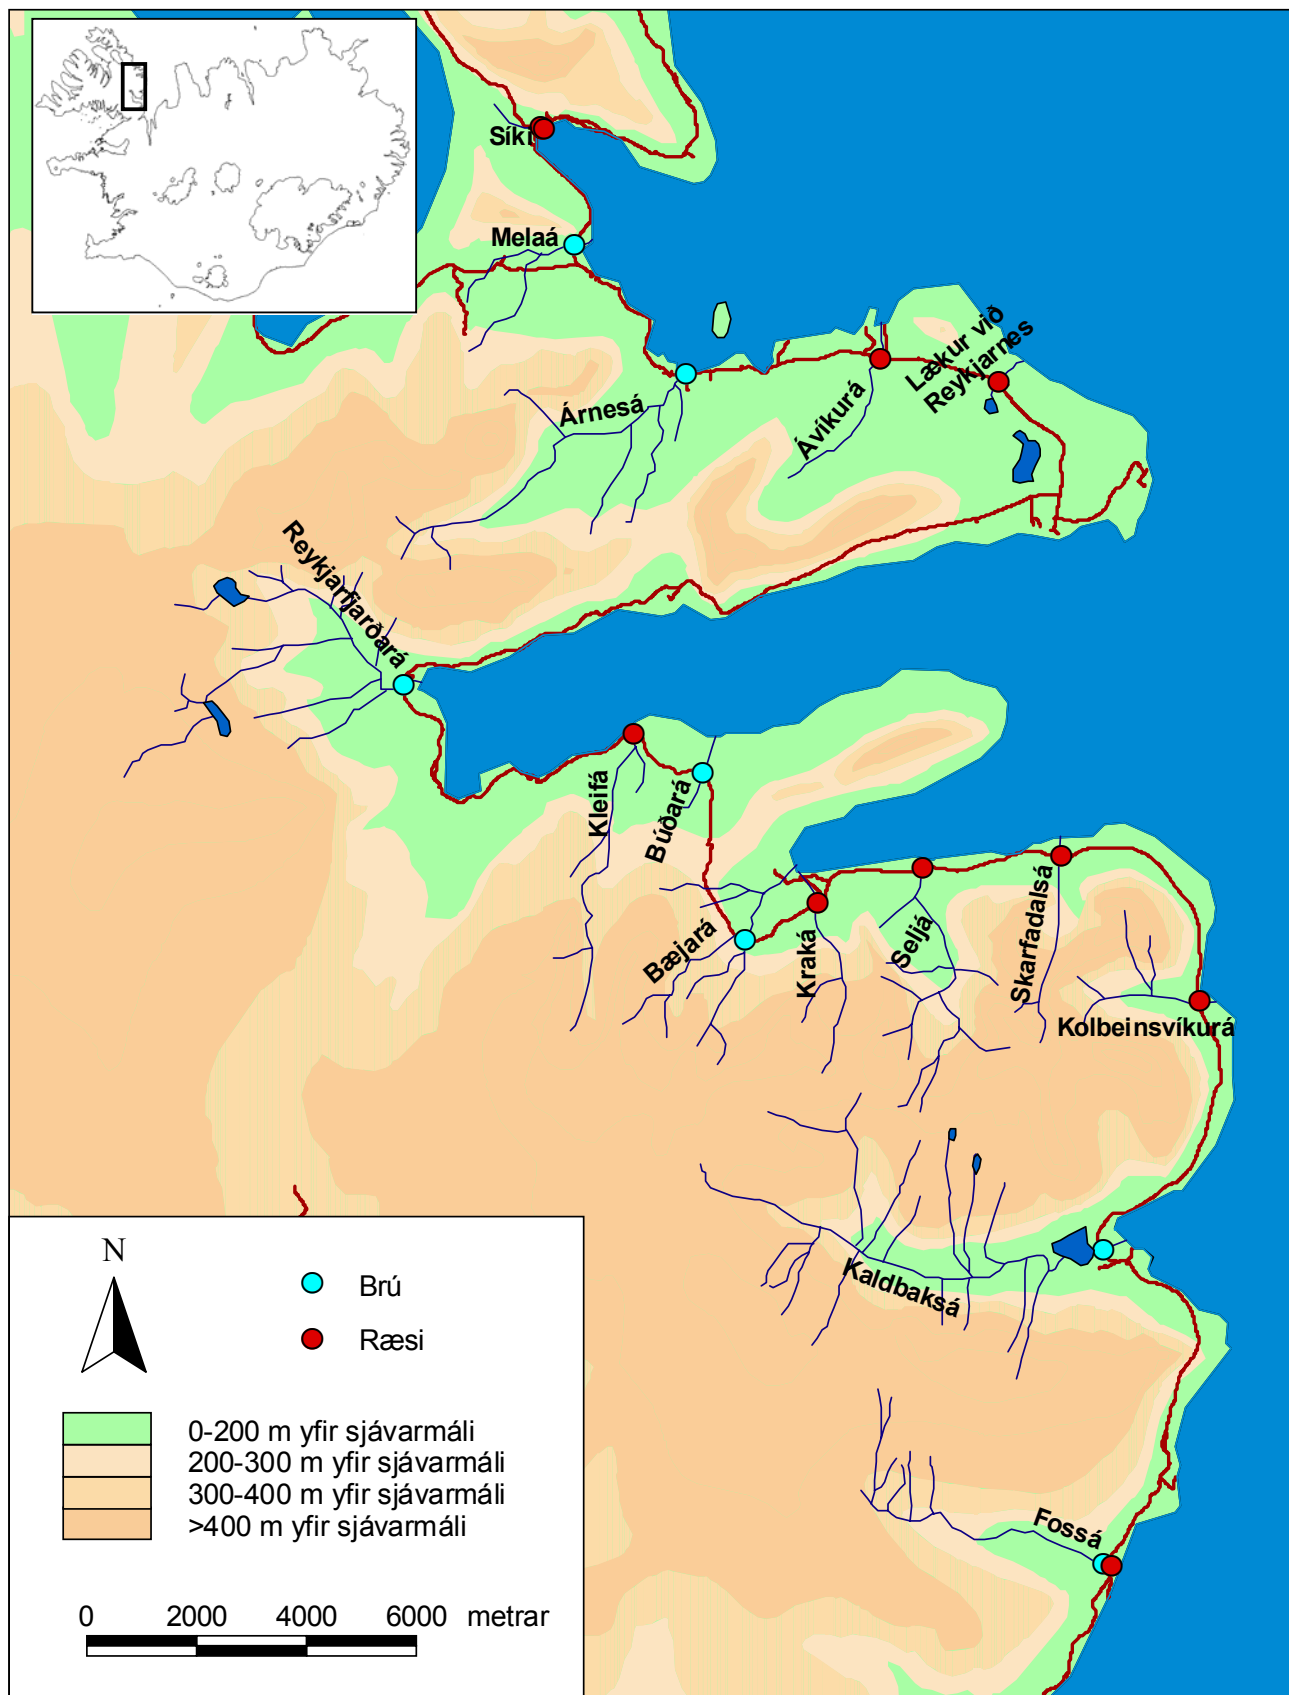 Síki
Melaá
Lækur við
Reykjarnes
Árnesá
Ávíkurá
Reykjarfjarðará
Kleifá
Búðará
Bæjará
Kraká
Seljá
Skarfadalsá
Kolbeinsvíkurá
Kaldbaksá
Fossá
N
Brú
Ræsi
0-200 m yfir sjávarmáli
200-300 m yfir sjávarmáli
300-400 m yfir sjávarmáli
>400 m yfir sjávarmáli
0 2000 4000 6000 metrar